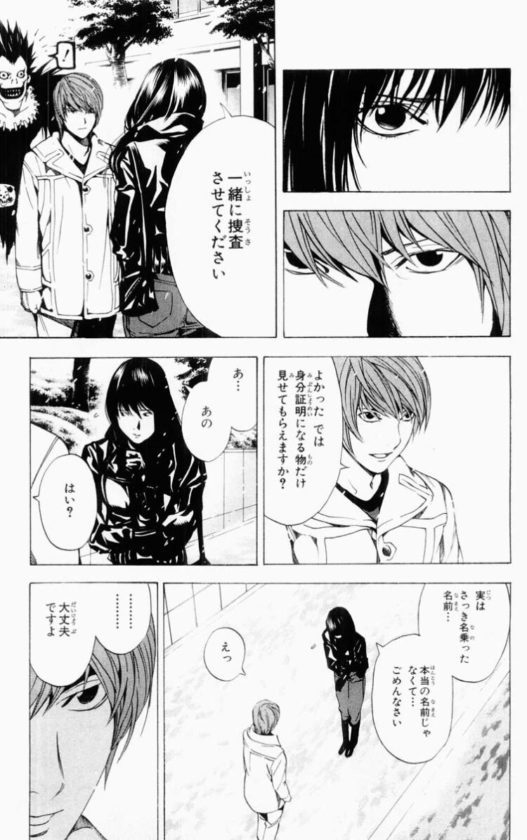 一緒に捜査
させてください
よかった では
身分証明になる物だけ
見せてもらえますか?
あ…
あの
はい?
実は
さっき名乗った
名前…
本当の名前じゃ
なくて…
ごめんなさい
えっ
…………
…………
大丈夫
ですよ